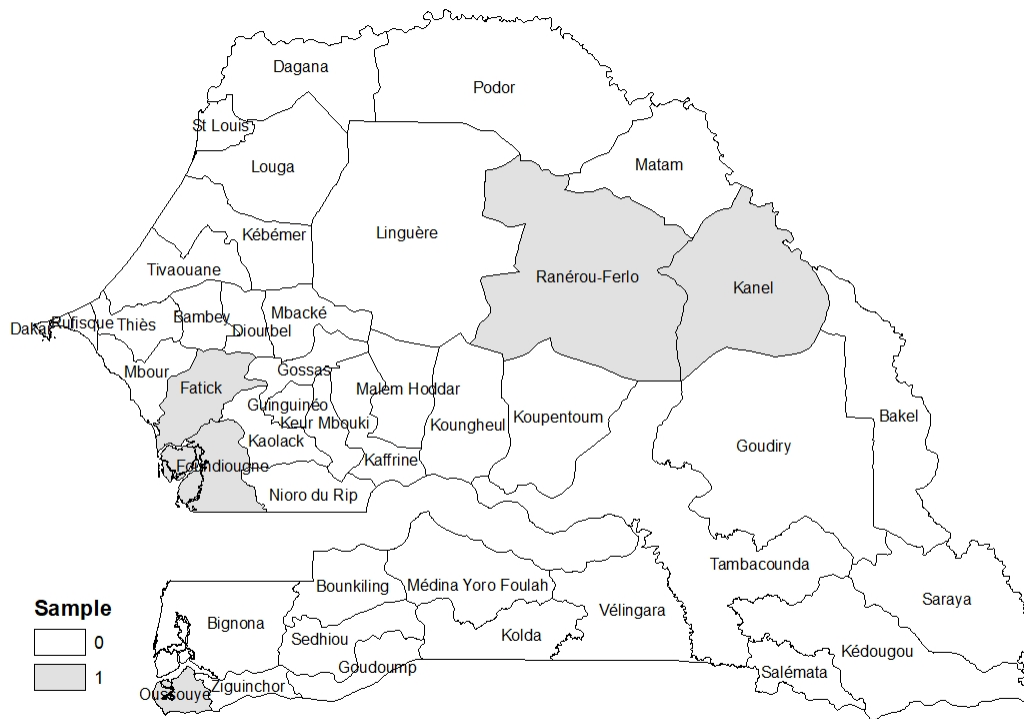 Dagana
Podor
St Louis
Louga
Matam
Kébémer
Linguère
Tivaouane
Ranérou-Ferlo
Kanel
Dakar
Rufisque
Thiès
Bambey
Diourbel
Mbacké
Mbour
Fatick
Gossas
Malem Hoddar
Guinguinéo
Keur Mbouki
Koungheul
Koupentoum
Bakel
Kaolack
Kaffrine
Goudiry
Foundiougne
Nioro du Rip
Tambacounda
Bounkiling
Médina Yoro Foulah
Saraya
Vélingara
Bignona
Sedhiou
Kolda
Kédougou
Goudoump
Salémata
Oussouye
Ziguinchor
Sample
0
1